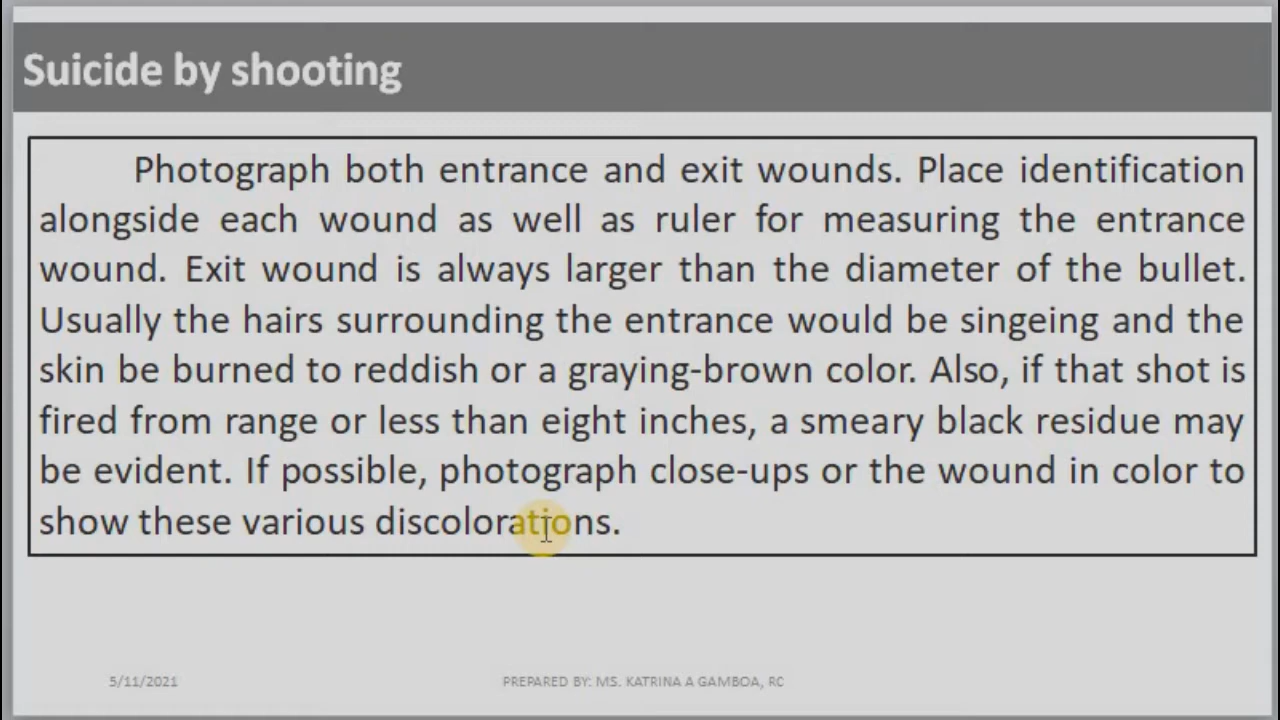 Suicide by shooting
Photograph both entrance and exit wounds. Place identification
alongside each wound as well as ruler for measuring the entrance
wound. Exit wound is always larger than the diameter of the bullet.
Usually the hairs surrounding the entrance would be singeing and the
skin be burned to reddish or a graying-brown color. Also, if that shot is
fired from range or less than eight inches, a smeary black residue may
be evident. If possible, photograph close-ups or the wound in color to
show these various discolorations.
5/11/2021
PREPARED BY: MS. KATRINA A GAMBOA, RC